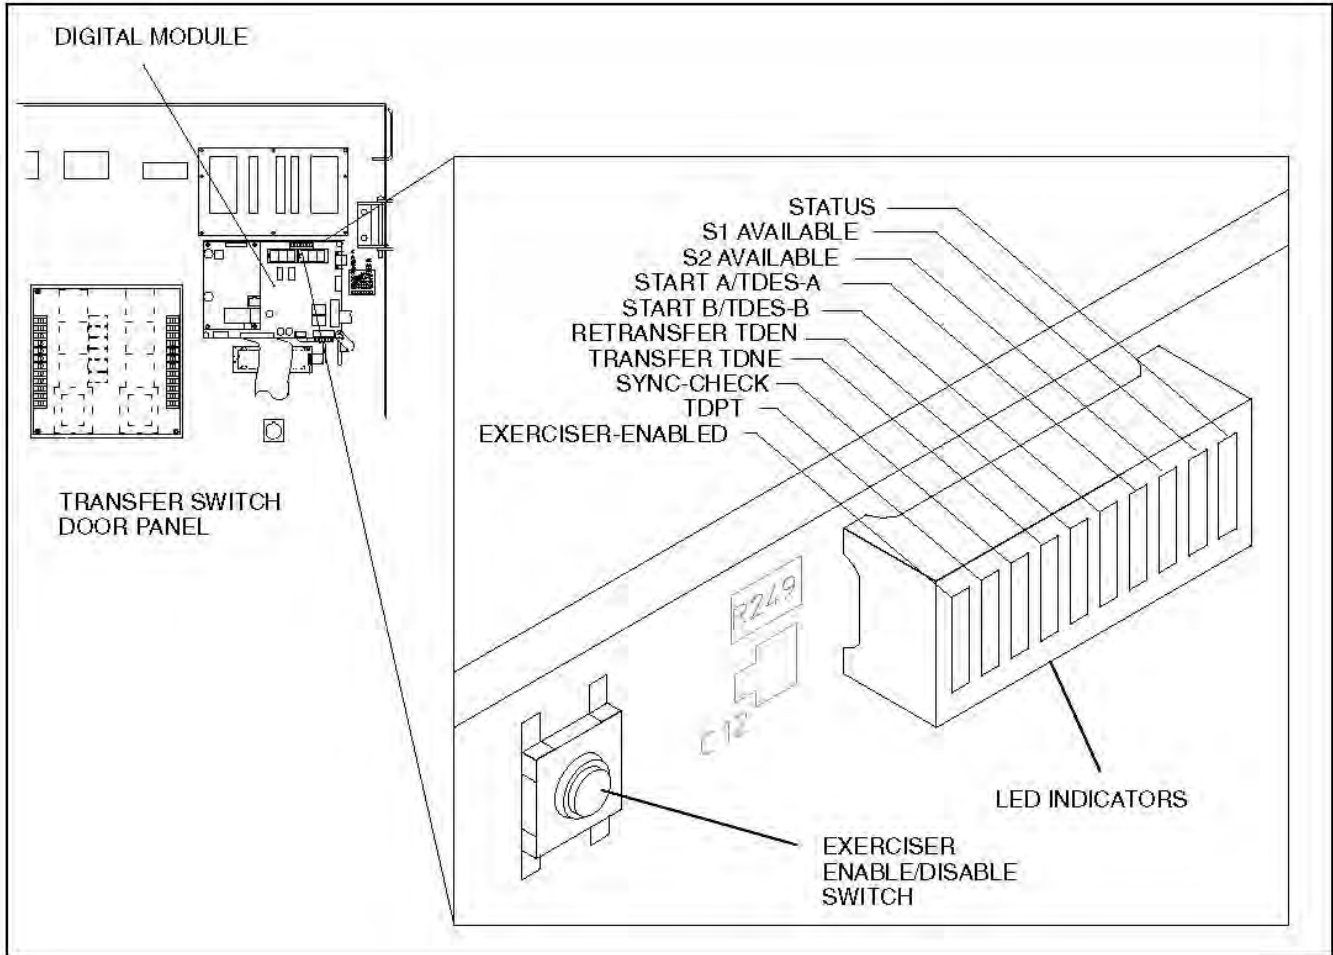 DIGITAL MODULE
STATUS
S1 AVAILABLE
S2 AVAILABLE
START A/TDES-A
START B/TDES-B
RETRANSFER TDEN
TRANSFER TDNE
SYNC-CHECK
TDPT
EXERCISER-ENABLED
TRANSFER SWITCH
DOOR PANEL
R249
C12
LED INDICATORS
EXERCISER
ENABLE/DISABLE
SWITCH